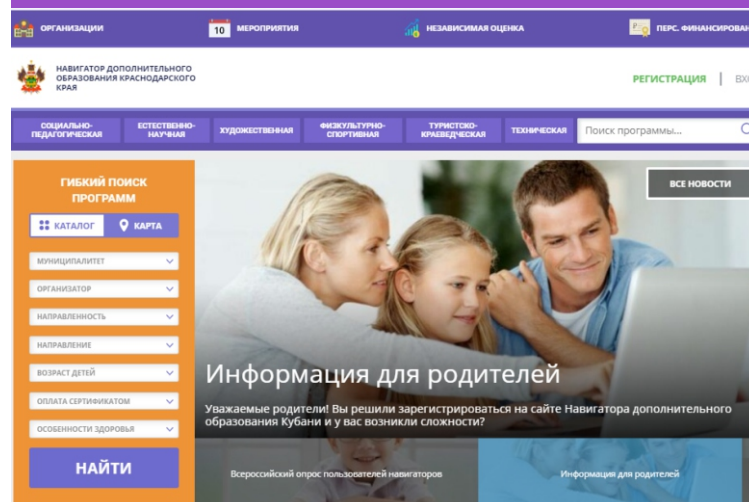 ОРГАНИЗАЦИИ
10 МЕРОПРИЯТИЯ
НЕЗАВИСИМАЯ ОЦЕНКА
ПЕРС. ФИНАНСИРОВАН
НАВИГАТОР ДОПОЛНИТЕЛЬНОГО
ОБРАЗОВАНИЯ КРАСНОДАРСКОГО
КРАЯ
РЕГИСТРАЦИЯ
ВХО
СОЦИАЛЬНО-
ПЕДАГОГИЧЕСКАЯ
ЕСТЕСТВЕННО-
НАУЧНАЯ
ХУДОЖЕСТВЕННАЯ
ФИЗКУЛЬТУРНО-
СПОРТИВНАЯ
ТУРИСТСКО-
КРАЕВЕДЧЕСКАЯ
ТЕХНИЧЕСКАЯ
Поиск программы...
ГИБКИЙ ПОИСК
ПРОГРАММ
КАТАЛОГ
КАРТА
МУНИЦИПАЛИТЕТ
ОРГАНИЗАТОР
НАПРАВЛЕННОСТЬ
НАПРАВЛЕНИЕ
ВОЗРАСТ ДЕТЕЙ
ОПЛАТА СЕРТИФИКАТОМ
ОСОБЕННОСТИ ЗДОРОВЬЯ
НАЙТИ
ВСЕ НОВОСТИ
Информация для родителей
Уважаемые родители! Вы решили зарегистрироваться на сайте Навигатора дополнительного
образования Кубани и у вас возникли сложности?
Всероссийский опрос пользователей навигаторов
Информация для родителей